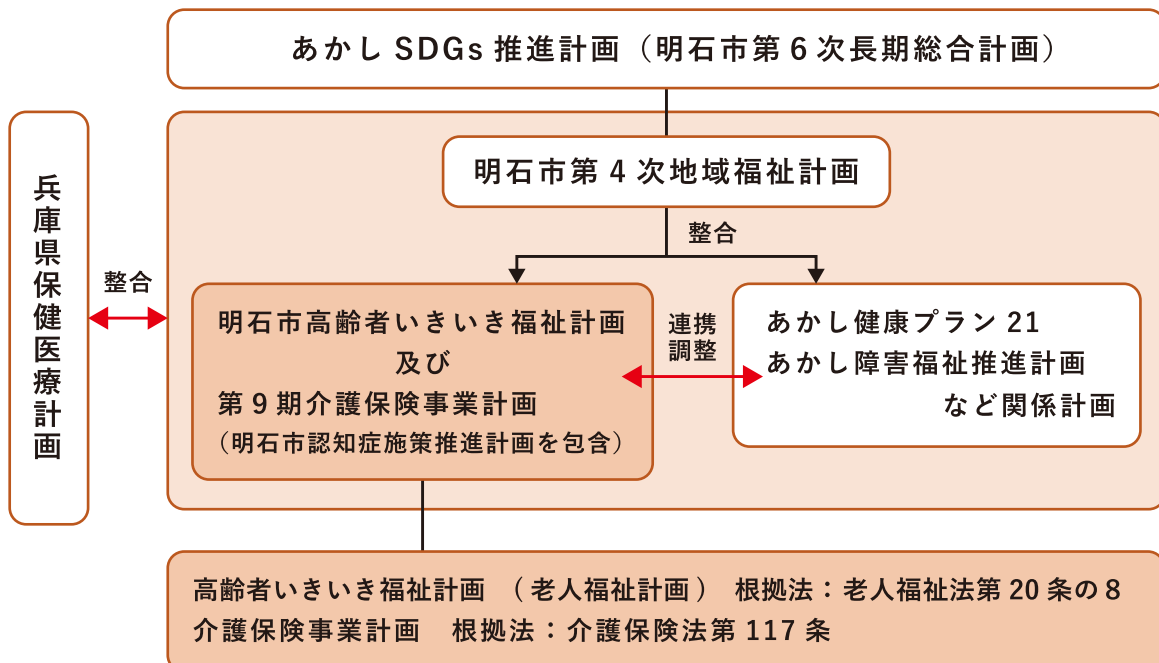 あかし SDGs 推進計画（明石市第 6 次長期総合計画）
兵庫県保健医療計画
整合
明石市第 4 次地域福祉計画
整合
明石市高齢者いきいき福祉計画
及び
第 9 期介護保険事業計画
（明石市認知症施策推進計画を包含）
連携
調整
あかし健康プラン 21
あかし障害福祉推進計画
など関係計画
高齢者いきいき福祉計画 （老人福祉計画） 根拠法：老人福祉法第 20 条の 8
介護保険事業計画 根拠法：介護保険法第 117 条